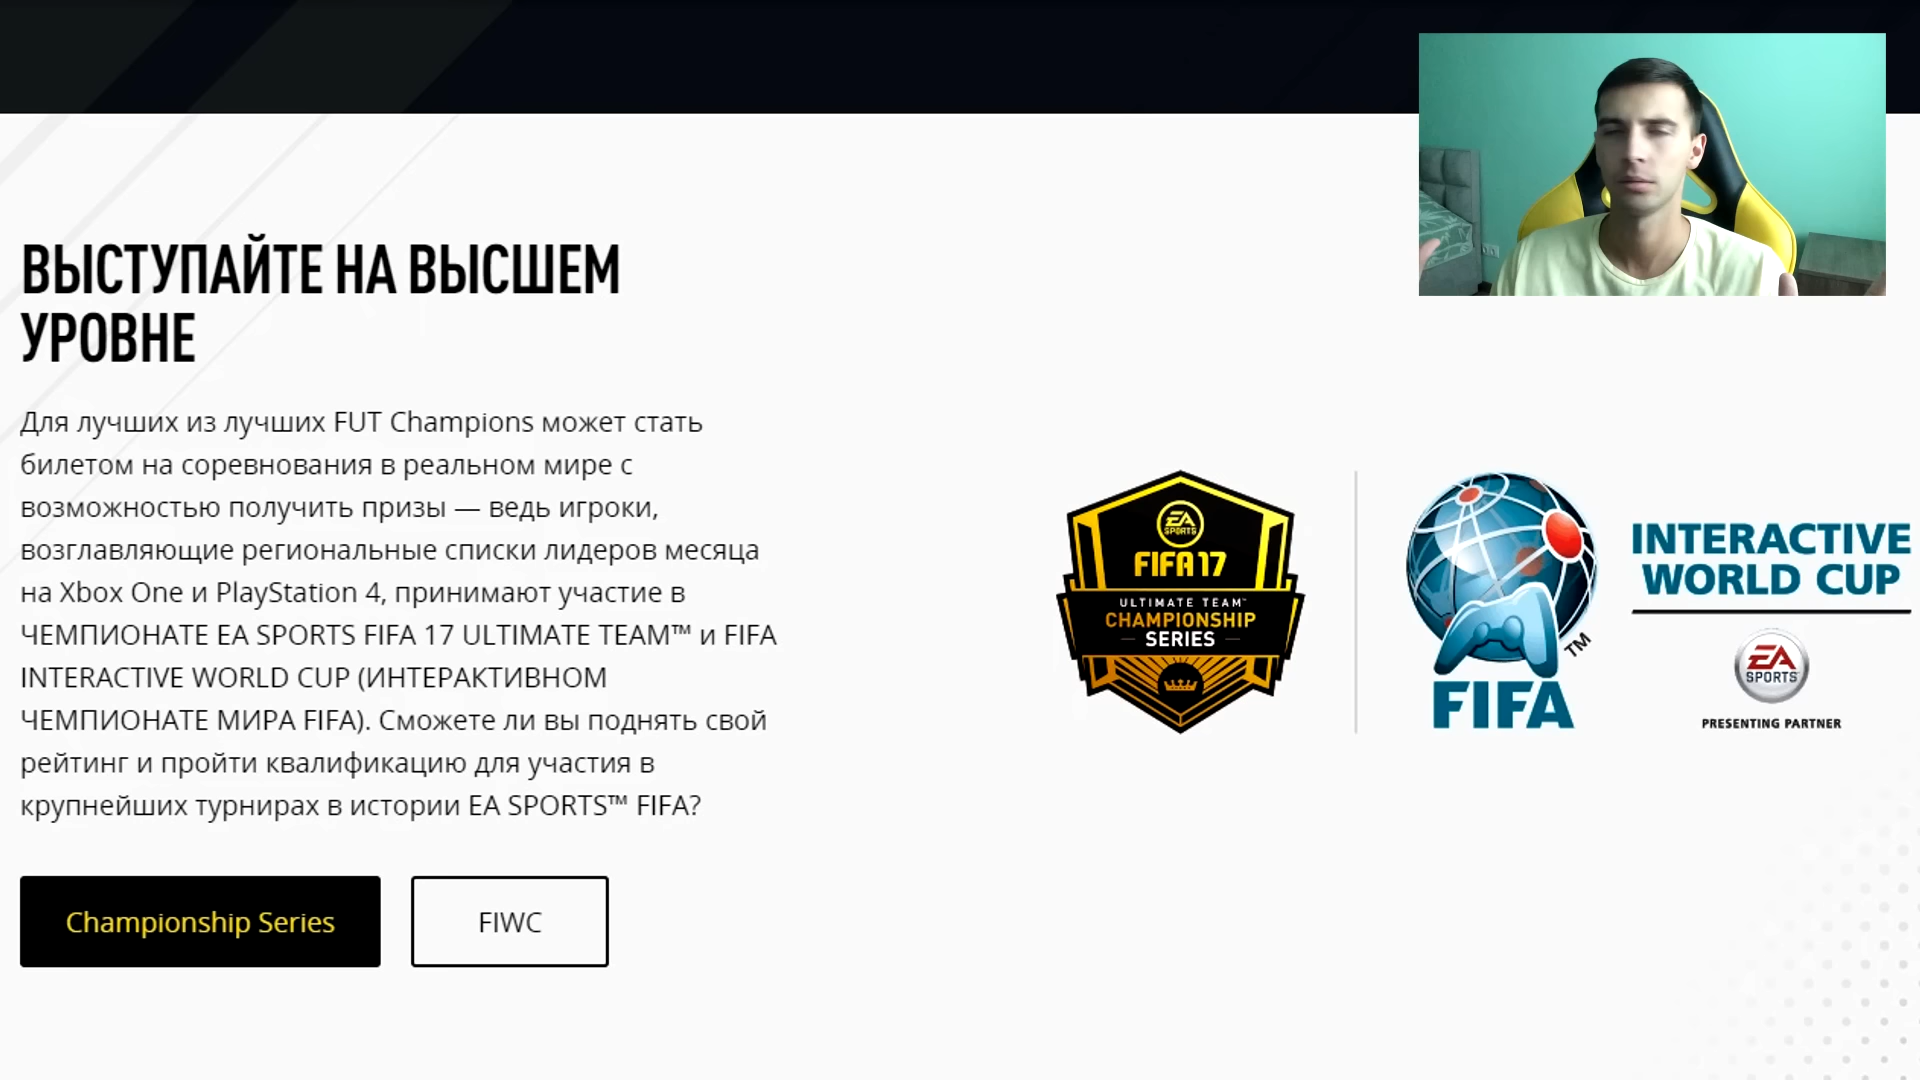 ВЫСТУПАЙТЕ НА ВЫСШЕМ
УРОВНЕ
Для лучших из лучших FUT Champions может стать
билетом на соревнования в реальном мире с
возможностью получить призы — ведь игроки,
возглавляющие региональные списки лидеров месяца
на Xbox One и PlayStation 4, принимают участие в
ЧЕМПИОНАТЕ EA SPORTS FIFA 17 ULTIMATE TEAM™ и FIFA
INTERACTIVE WORLD CUP (ИНТЕРАКТИВНОМ
ЧЕМПИОНАТЕ МИРА FIFA). Сможете ли вы поднять свой
рейтинг и пройти квалификацию для участия в
крупнейших турнирах в истории EA SPORTS™ FIFA?
Championship Series
FIWC
EA
SPORTS
FIFA 17
ULTIMATE TEAM™
CHAMPIONSHIP
SERIES
TM
FIFA
INTERACTIVE
WORLD CUP
EA
SPORTS™
PRESENTING PARTNER